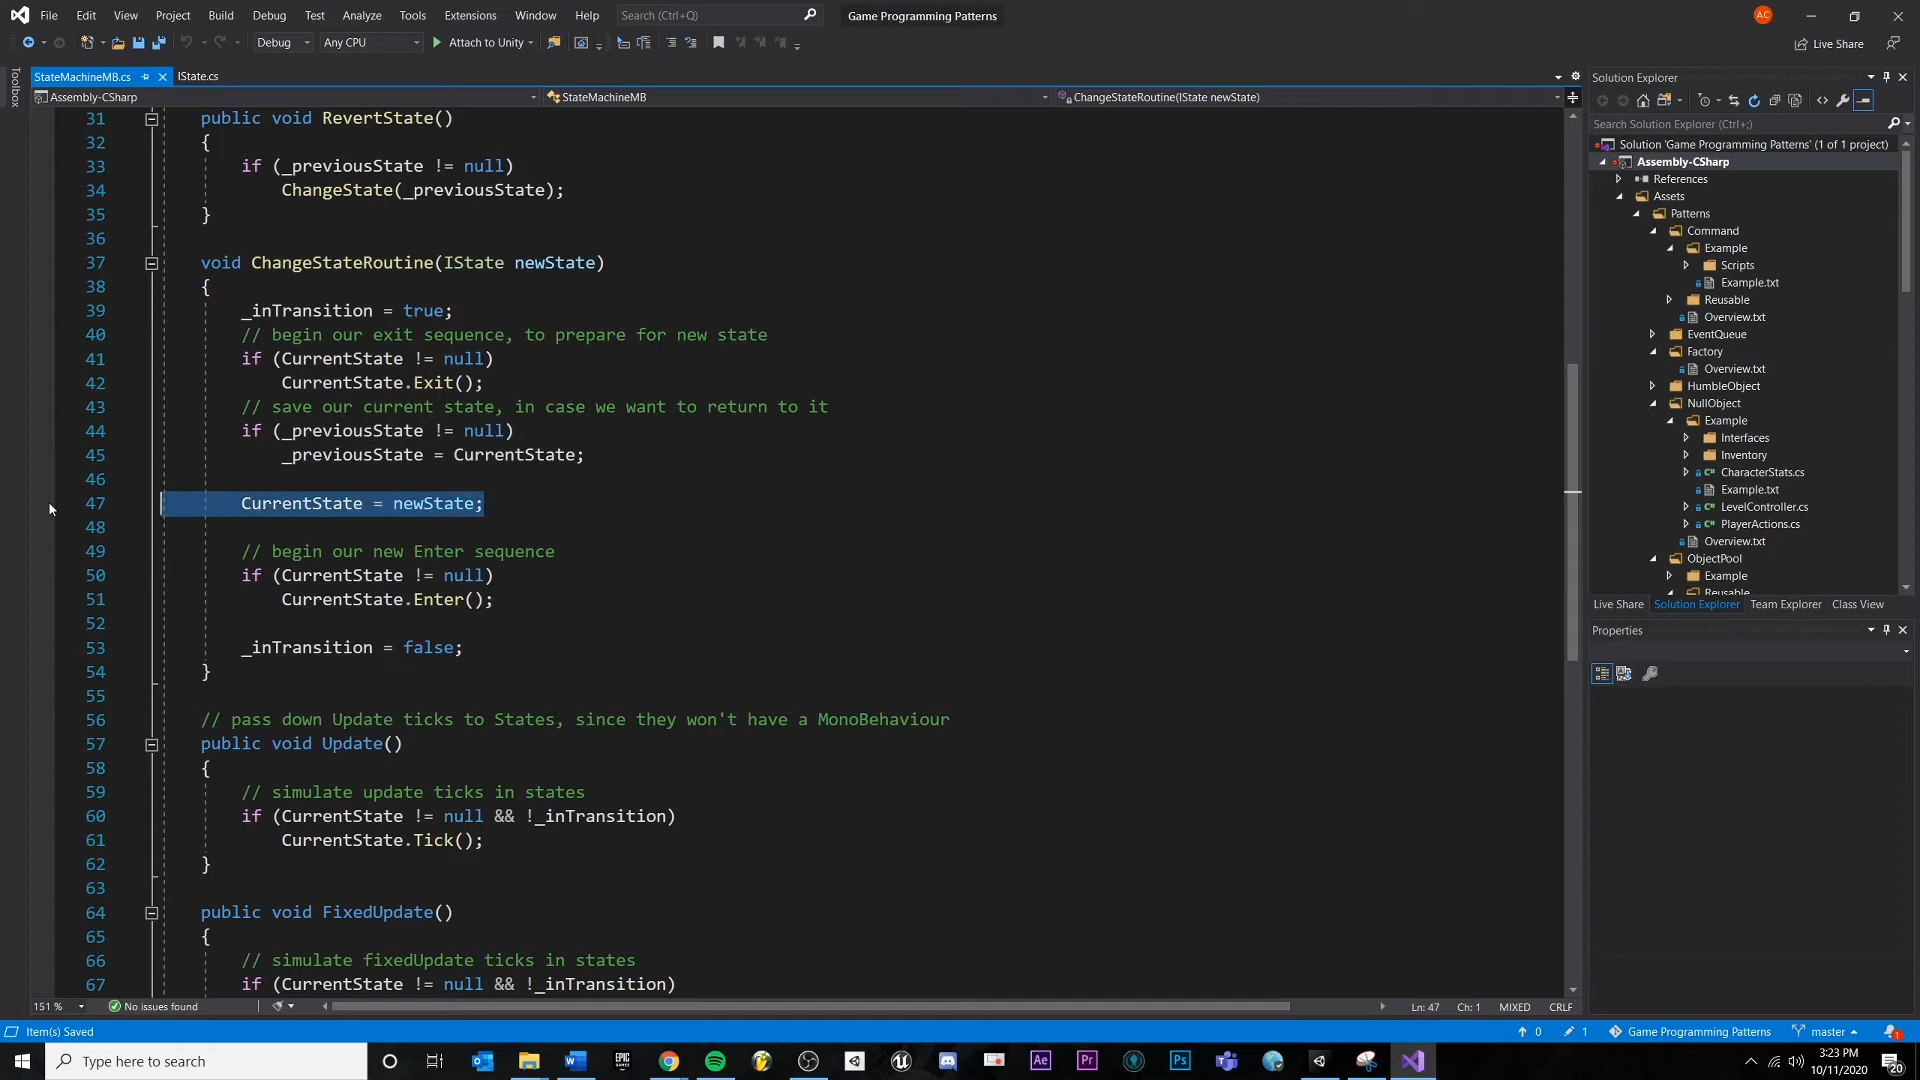 File Edit View Project Build Debug Test Analyze Tools Extensions Window Help Search (Ctrl+Q) Game Programming Patterns AC
Debug Any CPU Attach to Unity Live Share
Toolbox
StateMachineMB.cs IState.cs
Assembly-CSharp StateMachineMB ChangeStateRoutine(IState newState)
31 public void RevertState()
32 {
33 if (_previousState != null)
34 ChangeState(_previousState);
35 }
36
37 void ChangeStateRoutine(IState newState)
38 {
39 _inTransition = true;
40 // begin our exit sequence, to prepare for new state
41 if (CurrentState != null)
42 CurrentState.Exit();
43 // save our current state, in case we want to return to it
44 if (_previousState != null)
45 _previousState = CurrentState;
46
47 CurrentState = newState;
48
49 // begin our new Enter sequence
50 if (CurrentState != null)
51 CurrentState.Enter();
52
53 _inTransition = false;
54 }
55
56 // pass down Update ticks to States, since they won't have a MonoBehaviour
57 public void Update()
58 {
59 // simulate update ticks in states
60 if (CurrentState != null && !_inTransition)
61 CurrentState.Tick();
62 }
63
64 public void FixedUpdate()
65 {
66 // simulate fixedUpdate ticks in states
67 if (CurrentState != null && !_inTransition)
151 % No issues found Ln: 47 Ch: 1 MIXED CRLF
Solution Explorer
Search Solution Explorer (Ctrl+;)
Solution 'Game Programming Patterns' (1 of 1 project)
Assembly-CSharp
References
Assets
Patterns
Command
Example
Scripts
Example.txt
Reusable
Overview.txt
EventQueue
Factory
Overview.txt
HumbleObject
NullObject
Example
Interfaces
Inventory
CharacterStats.cs
Example.txt
LevelController.cs
PlayerActions.cs
Overview.txt
ObjectPool
Example
Reusable
Live Share Solution Explorer Team Explorer Class View
Properties
Item(s) Saved 0 1 Game Programming Patterns master 1
Type here to search EPIC GAMES Ae Pr Ps 3:23 PM
10/11/2020 20